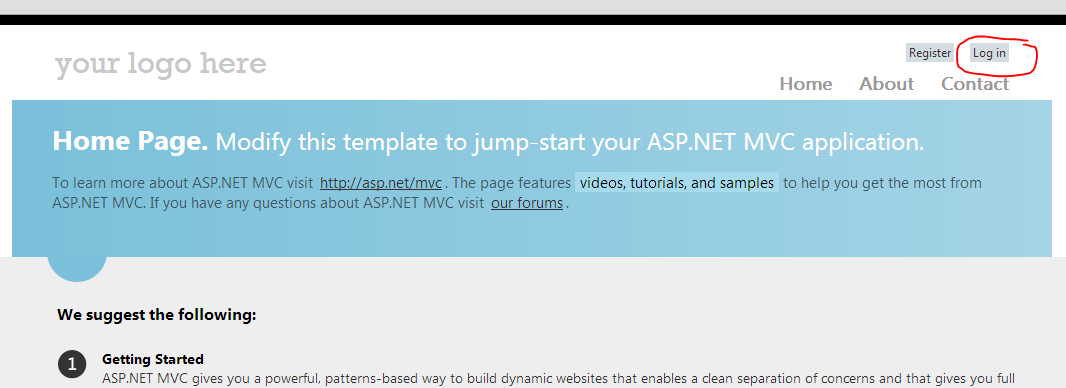 your logo here
Register Log in
Home About Contact
Home Page. Modify this template to jump-start your ASP.NET MVC application.
To learn more about ASP.NET MVC visit http://asp.net/mvc . The page features videos, tutorials, and samples to help you get the most from
ASP.NET MVC. If you have any questions about ASP.NET MVC visit our forums .
We suggest the following:
1 Getting Started
ASP.NET MVC gives you a powerful, patterns-based way to build dynamic websites that enables a clean separation of concerns and that gives you full